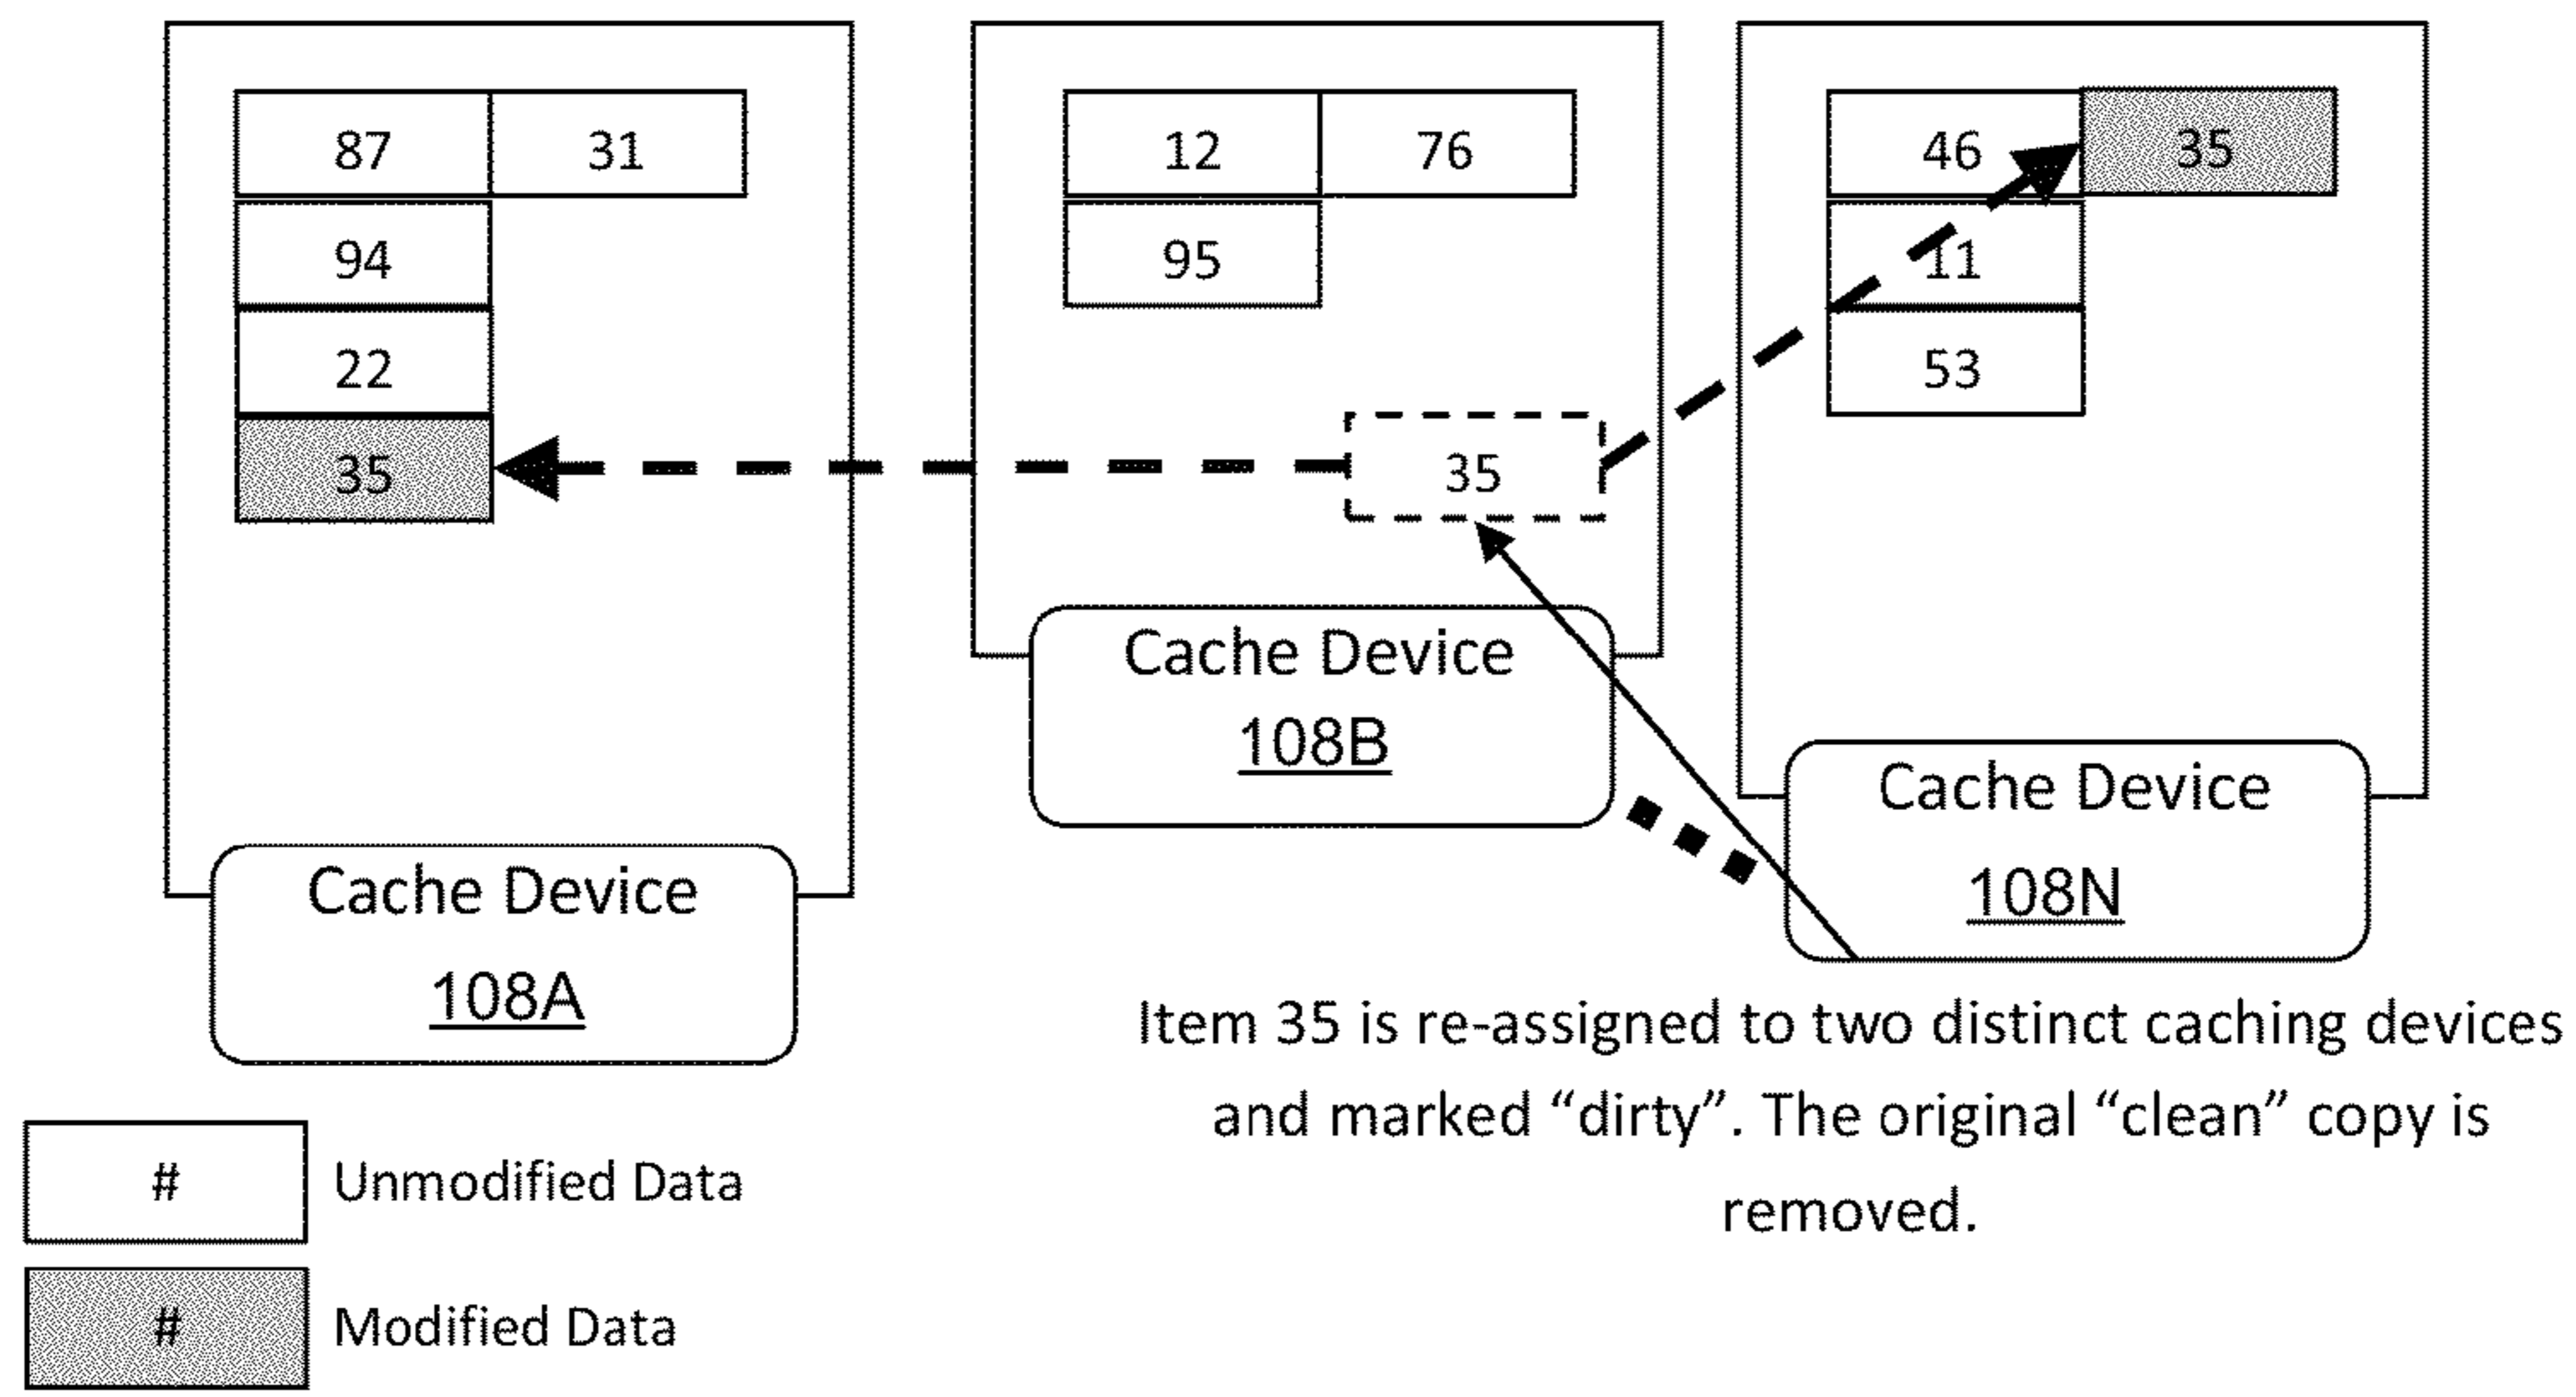 87 31
94
22
35
Cache Device
108A
12 76
95
35
Cache Device
108B
46 35
11
53
Cache Device
108N
Item 35 is re-assigned to two distinct caching devices
and marked “dirty”. The original “clean” copy is
removed.
# Unmodified Data
# Modified Data